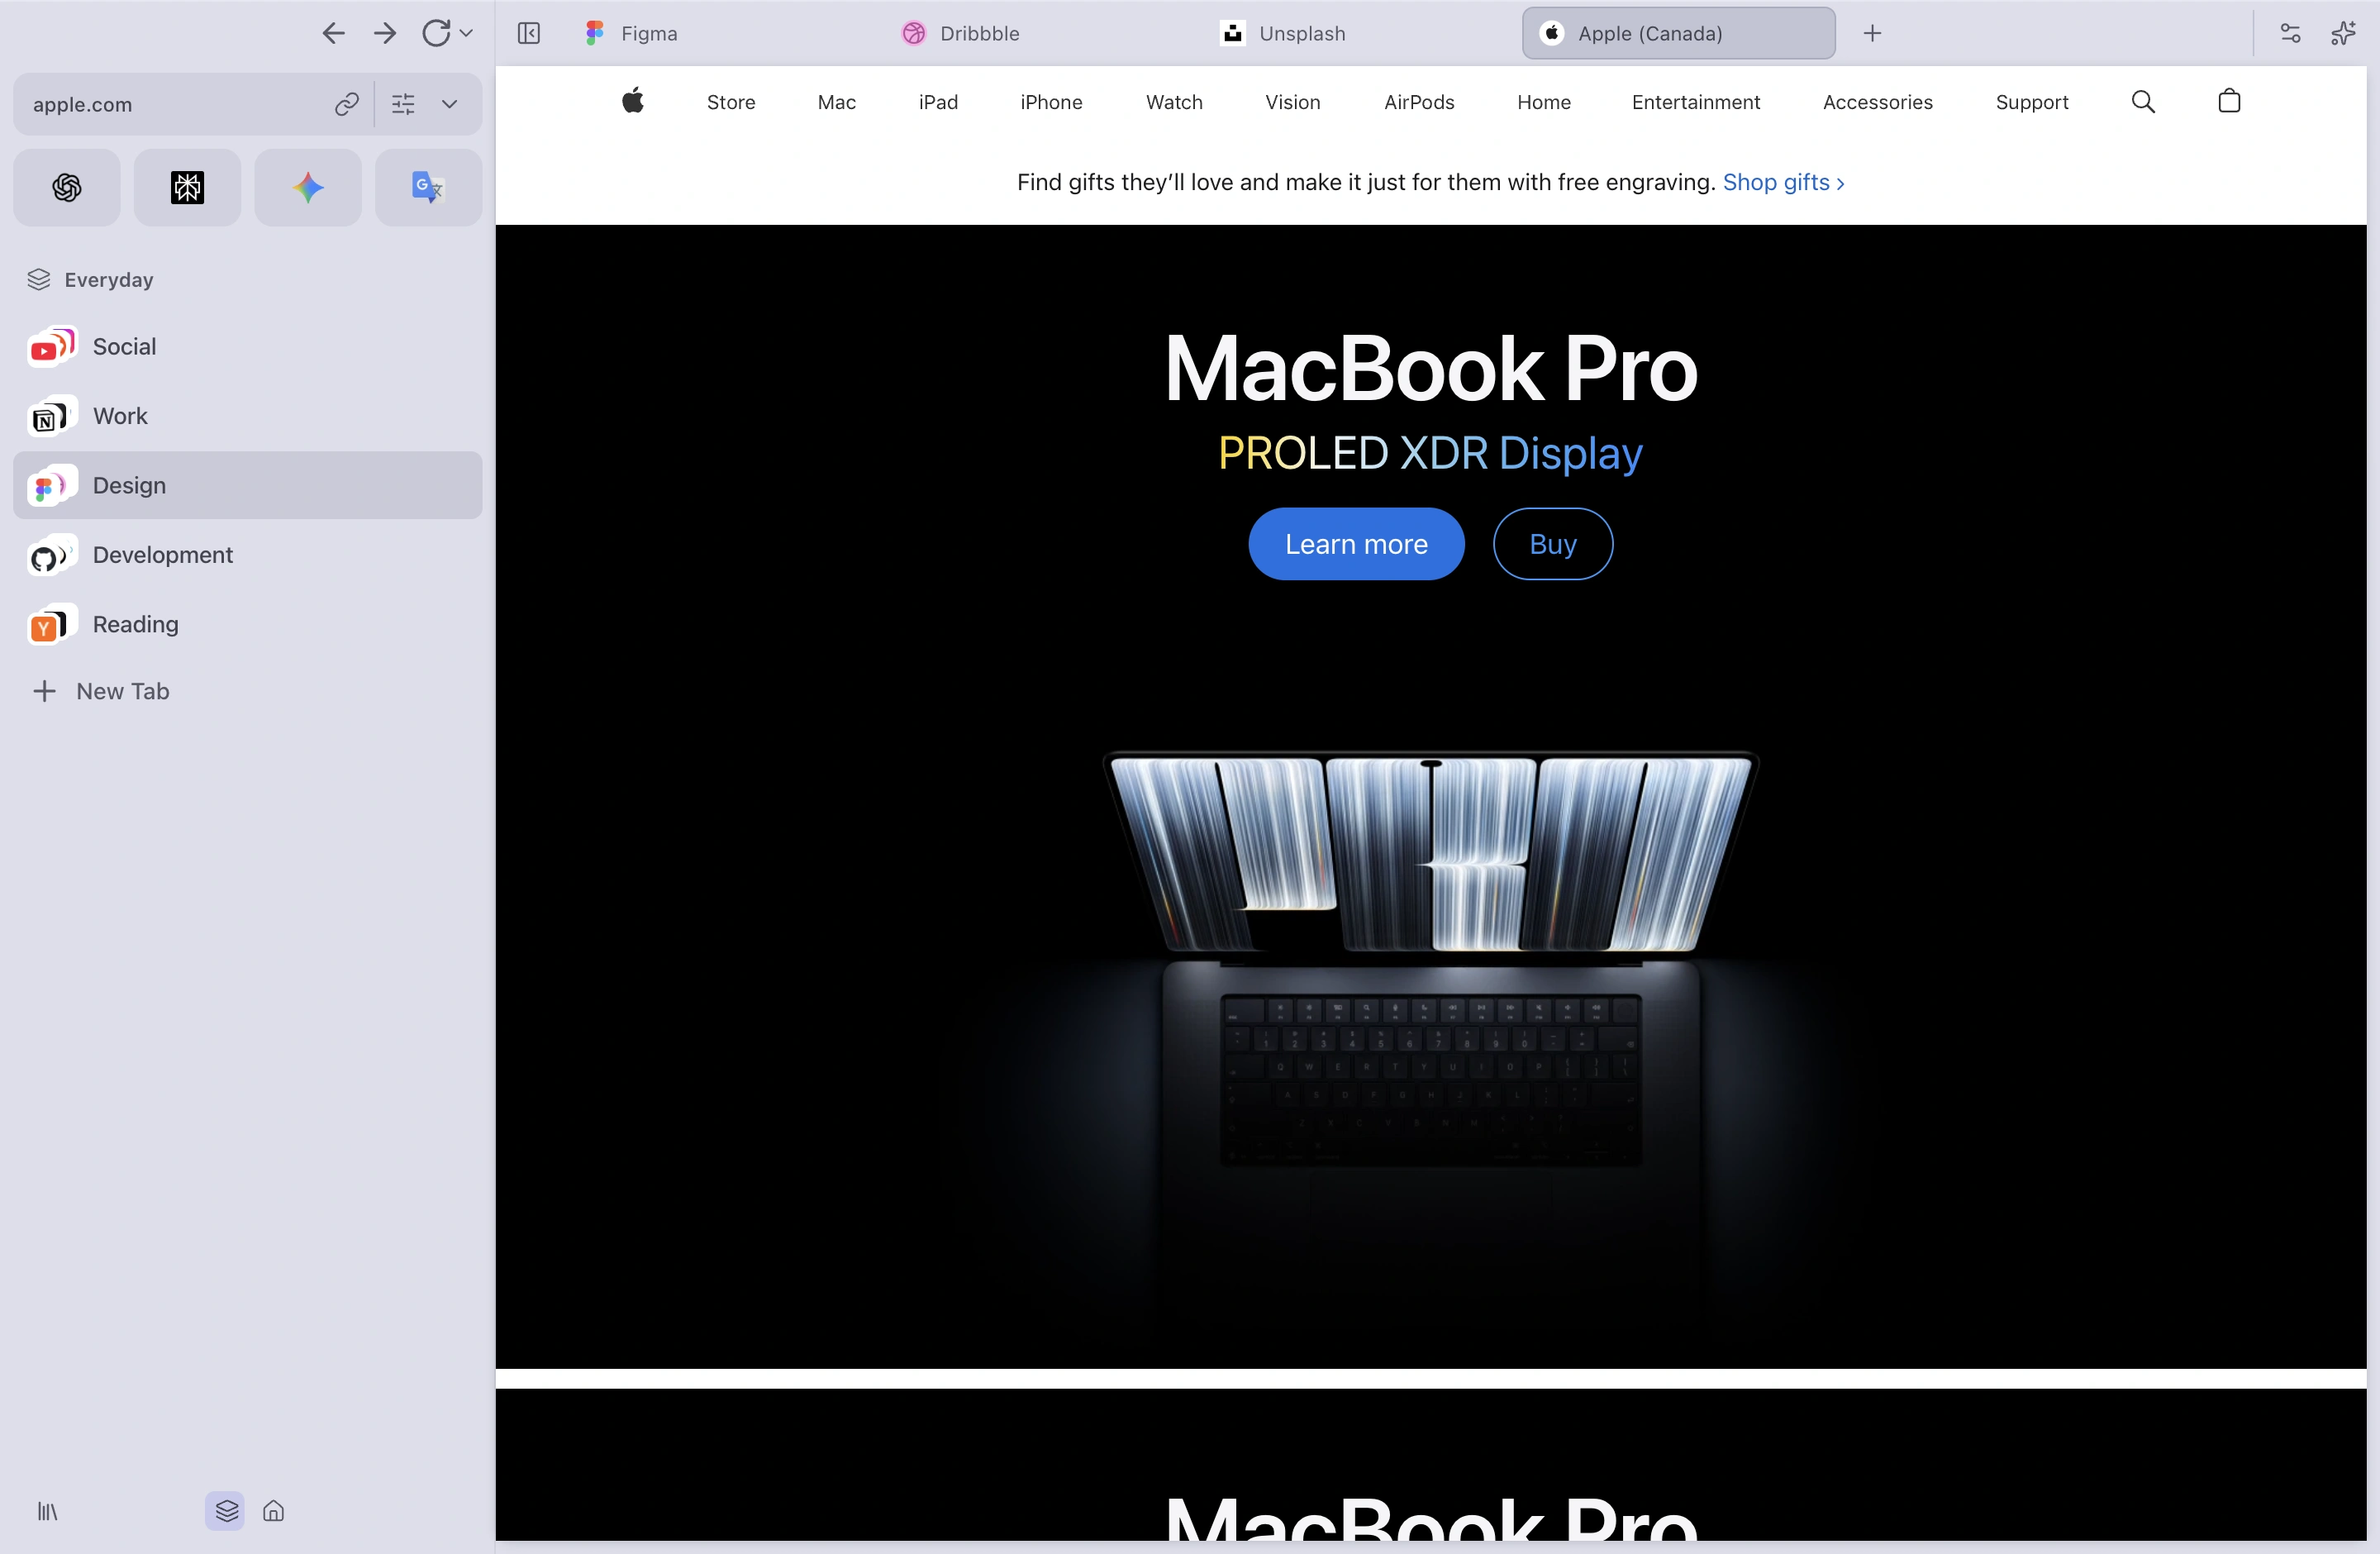 Figma
Dribbble
Unsplash
Apple (Canada)
apple.com
Everyday
Social
Work
Design
Development
Reading
New Tab
Store
Mac
iPad
iPhone
Watch
Vision
AirPods
Home
Entertainment
Accessories
Support
Find gifts they’ll love and make it just for them with free engraving. Shop gifts ›
MacBook Pro
PROLED XDR Display
Learn more
Buy
MacBook Pro